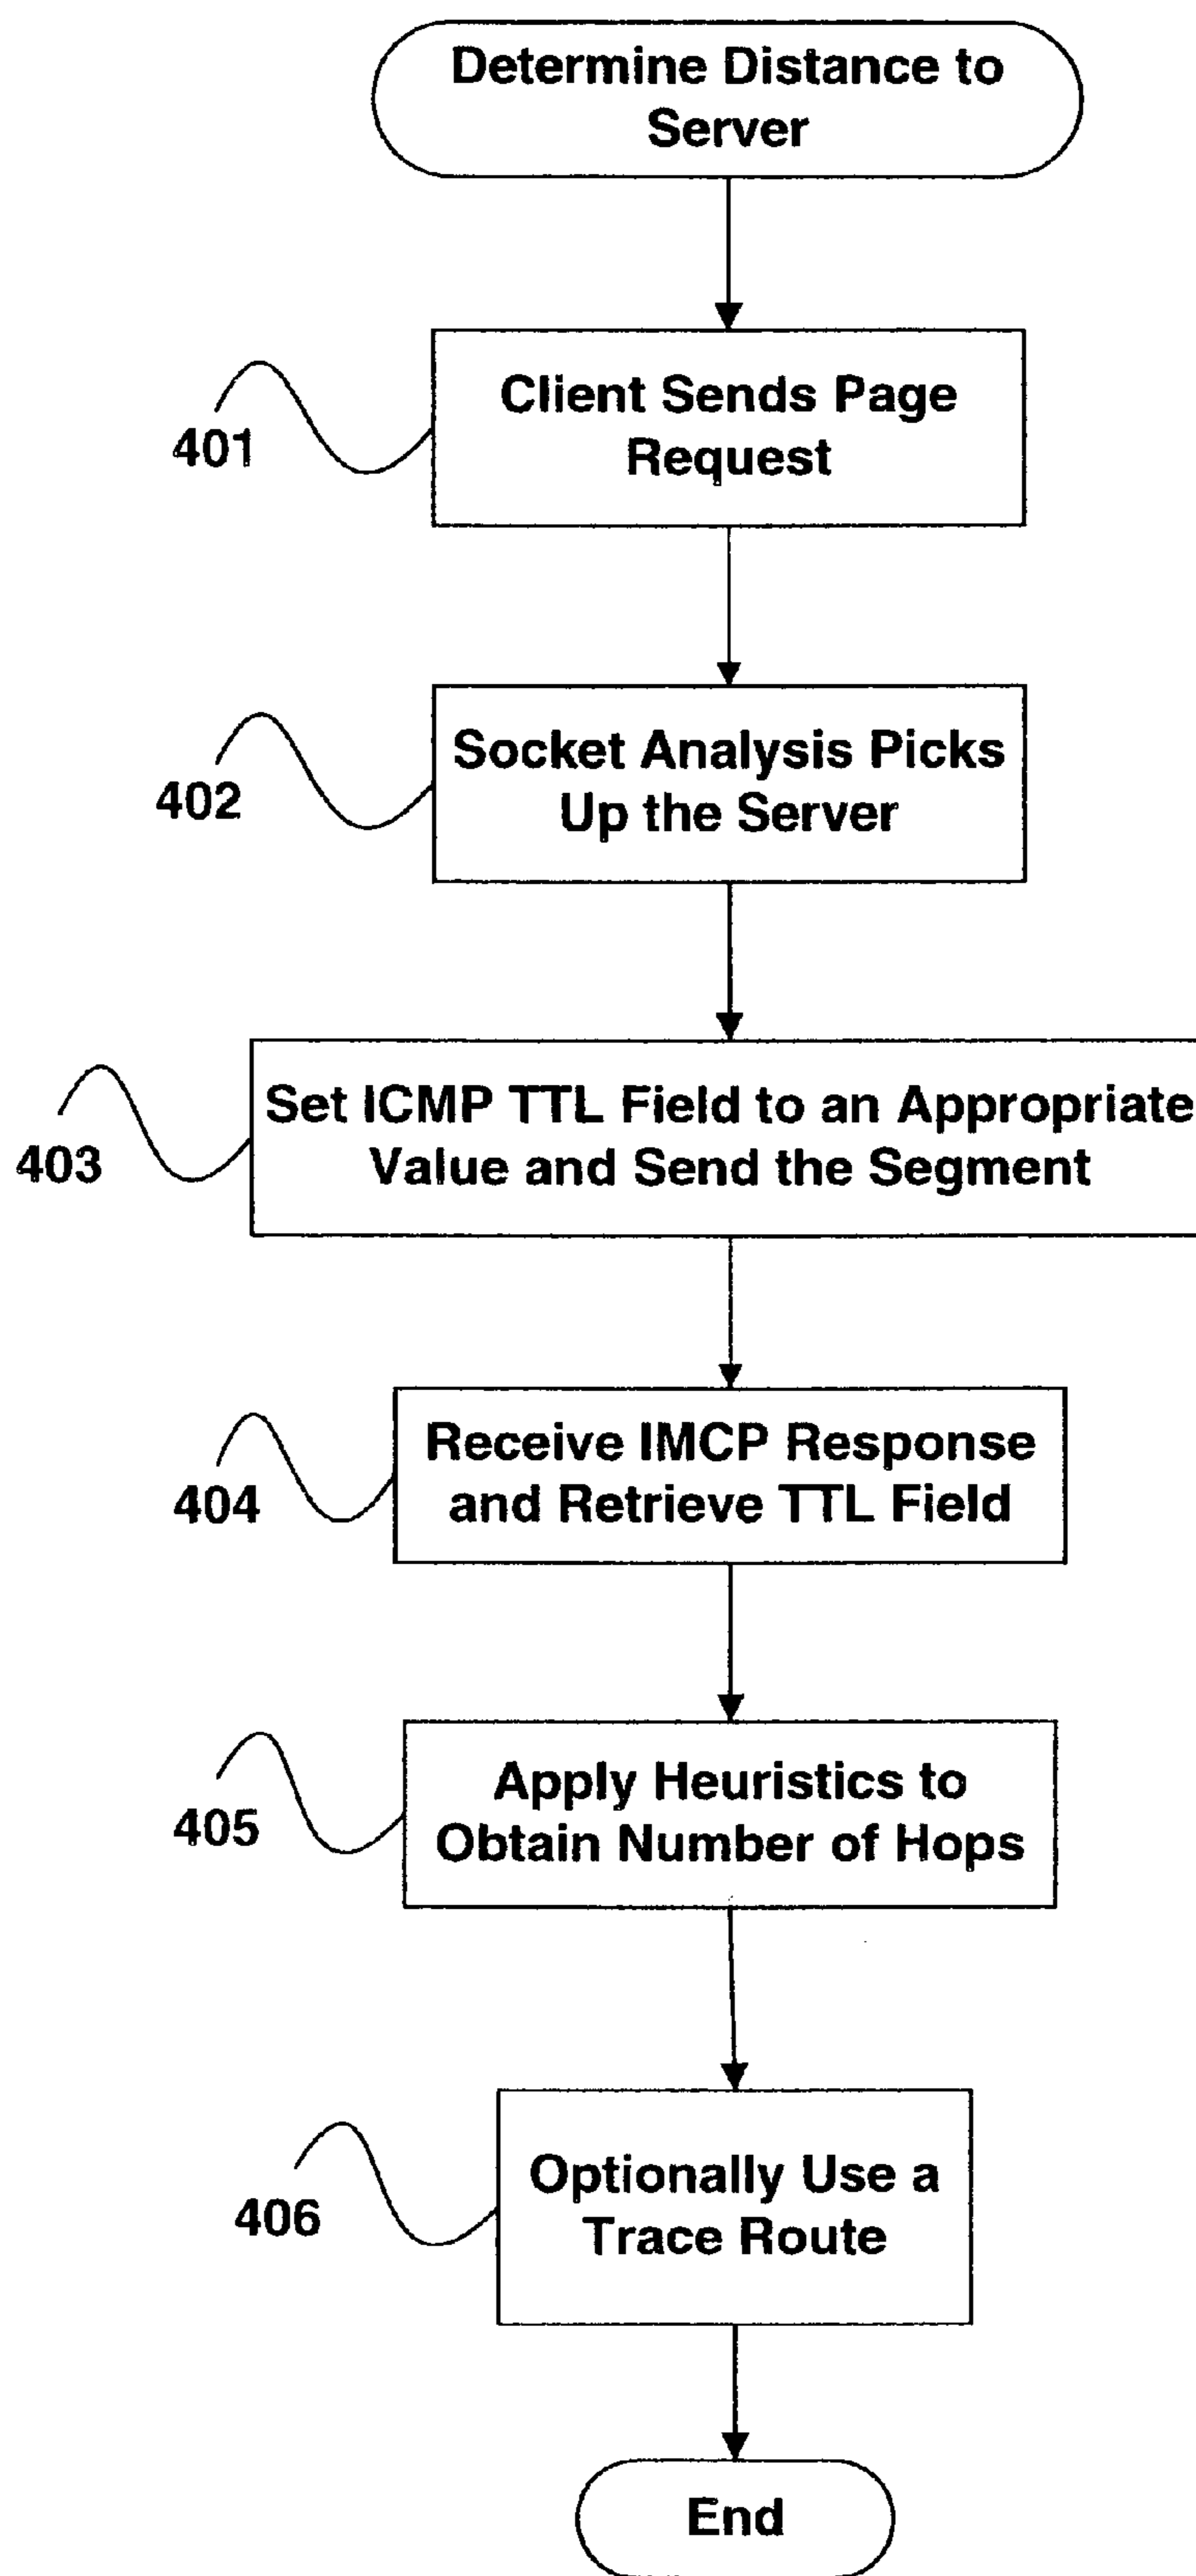 Determine Distance to
Server
Client Sends Page
Request
401
Socket Analysis Picks
Up the Server
402
Set ICMP TTL Field to an Appropriate
Value and Send the Segment
403
Receive IMCP Response
and Retrieve TTL Field
404
Apply Heuristics to
Obtain Number of Hops
405
Optionally Use a
Trace Route
406
End